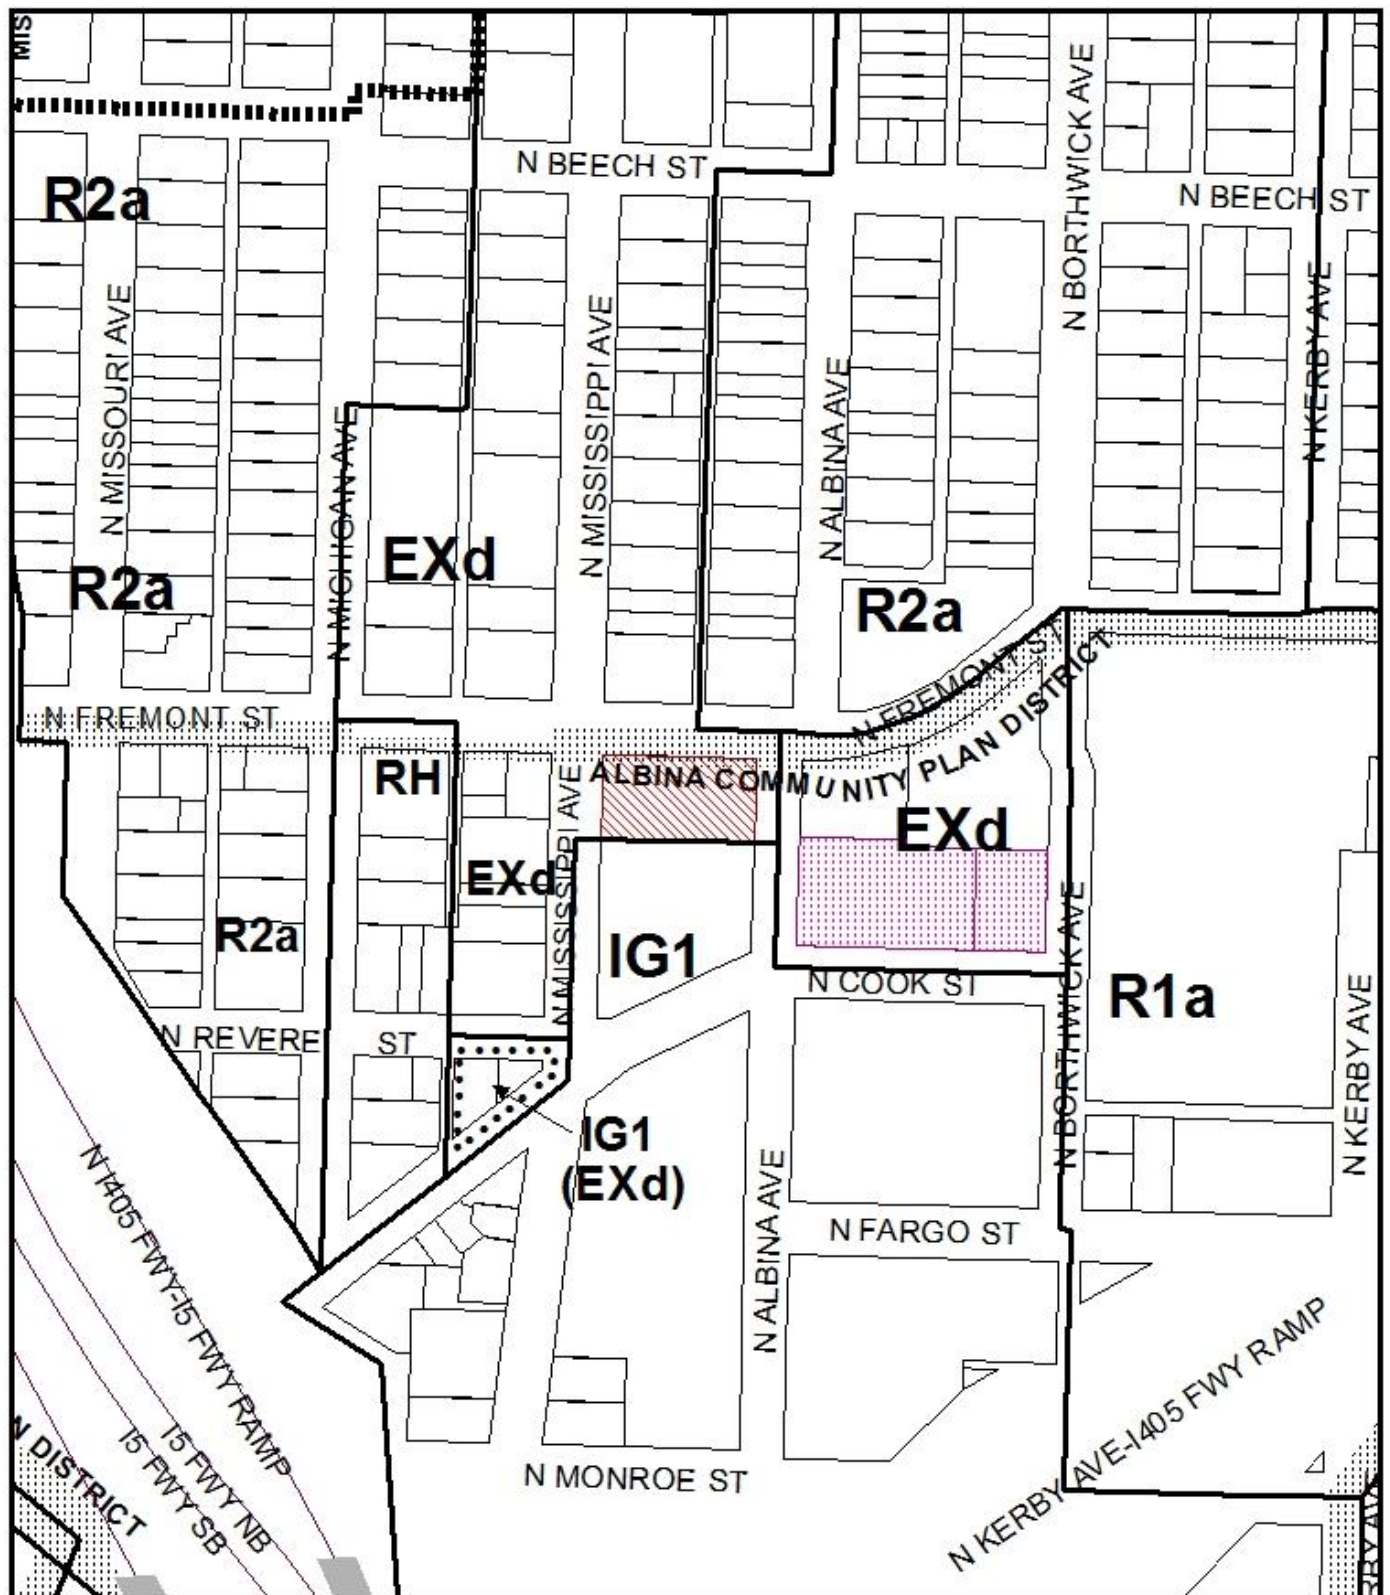 MIS
N BEECH ST
N BORTHWICK AVE
N BEECH ST
R2a
N MISSOURI AVE
N MISSISSIPPI AVE
N KERBY AVE
N ALBINA AVE
N MICHIGAN AVE
EXd
R2a
R2a
N FREMONT ST
N FREMONT ST
ALBINA COMMUNITY PLAN DISTRICT
RH
EXd
EXd
N MISSISSIPPI AVE
R2a
IG1
N COOK ST
N BORTHWICK AVE
R1a
N KERBY AVE
N REVERE ST
IG1
(EXd)
N ALBINA AVE
N FARGO ST
N I405 FWY-I5 FWY RAMP
I5 FWY NB
I5 FWY SB
N DISTRICT
N MONROE ST
N KERBY AVE-I405 FWY RAMP
RBY AVE